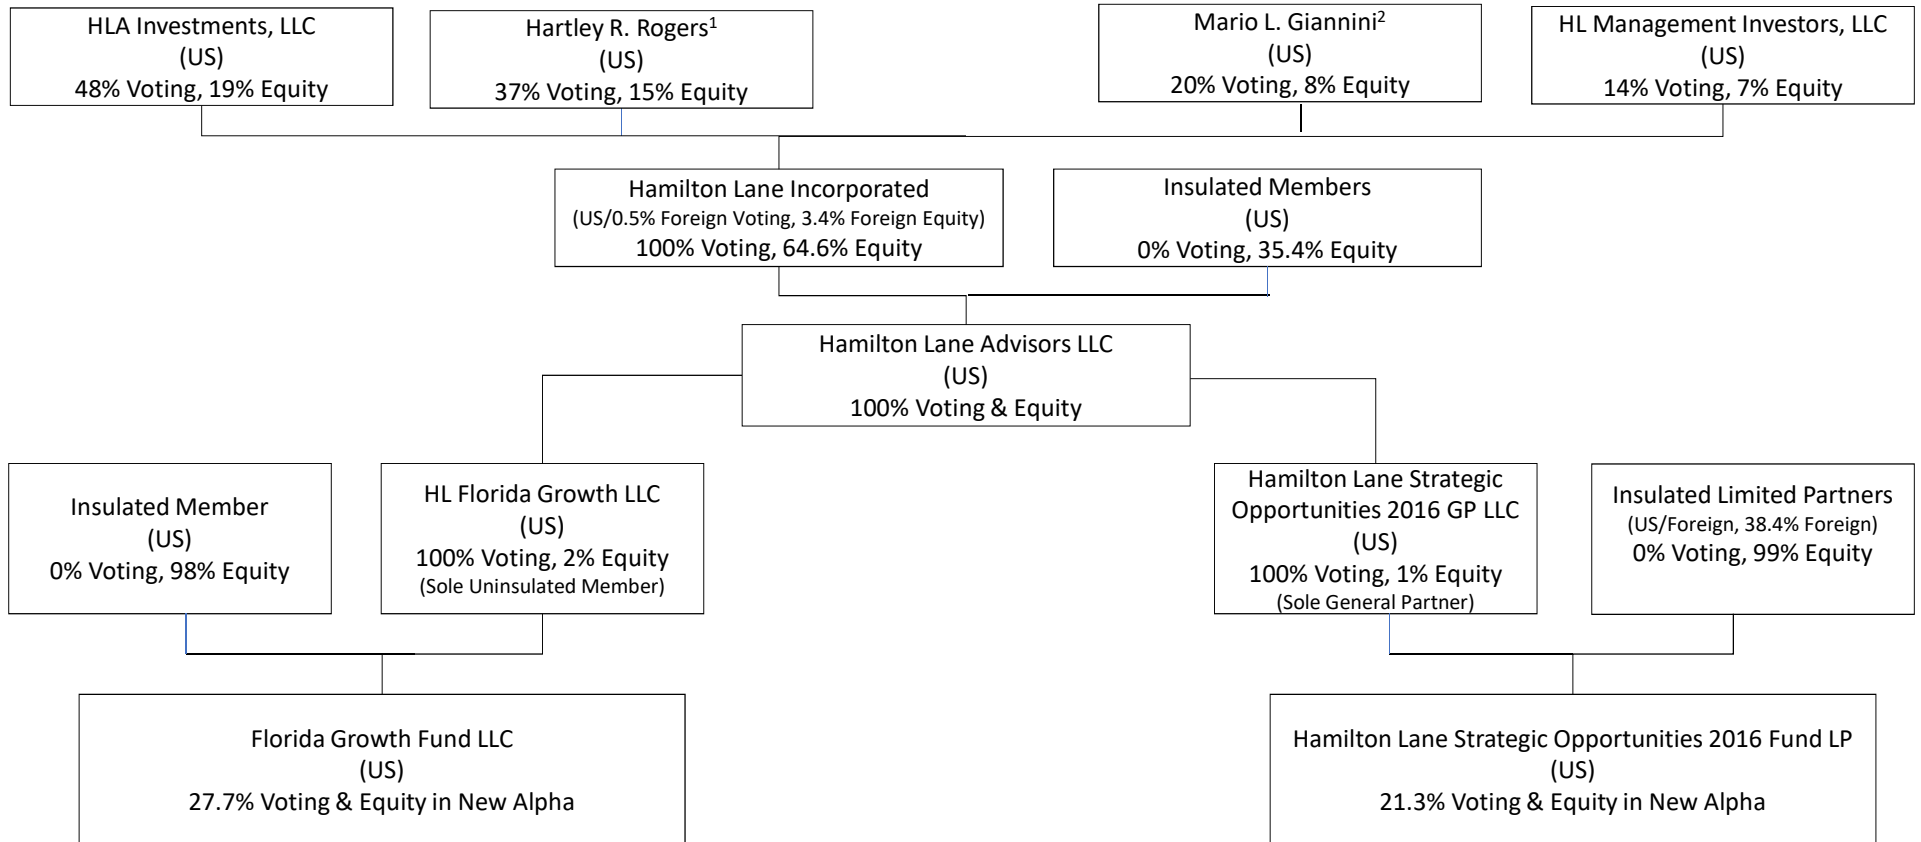 HLA Investments, LLC
(US)
48% Voting, 19% Equity
Hartley R. Rogers¹
(US)
37% Voting, 15% Equity
Mario L. Giannini²
(US)
20% Voting, 8% Equity
HL Management Investors, LLC
(US)
14% Voting, 7% Equity
Hamilton Lane Incorporated
(US/0.5% Foreign Voting, 3.4% Foreign Equity)
100% Voting, 64.6% Equity
Insulated Members
(US)
0% Voting, 35.4% Equity
Hamilton Lane Advisors LLC
(US)
100% Voting & Equity
Insulated Member
(US)
0% Voting, 98% Equity
HL Florida Growth LLC
(US)
100% Voting, 2% Equity
(Sole Uninsulated Member)
Hamilton Lane Strategic
Opportunities 2016 GP LLC
(US)
100% Voting, 1% Equity
(Sole General Partner)
Insulated Limited Partners
(US/Foreign, 38.4% Foreign)
0% Voting, 99% Equity
Florida Growth Fund LLC
(US)
27.7% Voting & Equity in New Alpha
Hamilton Lane Strategic Opportunities 2016 Fund LP
(US)
21.3% Voting & Equity in New Alpha